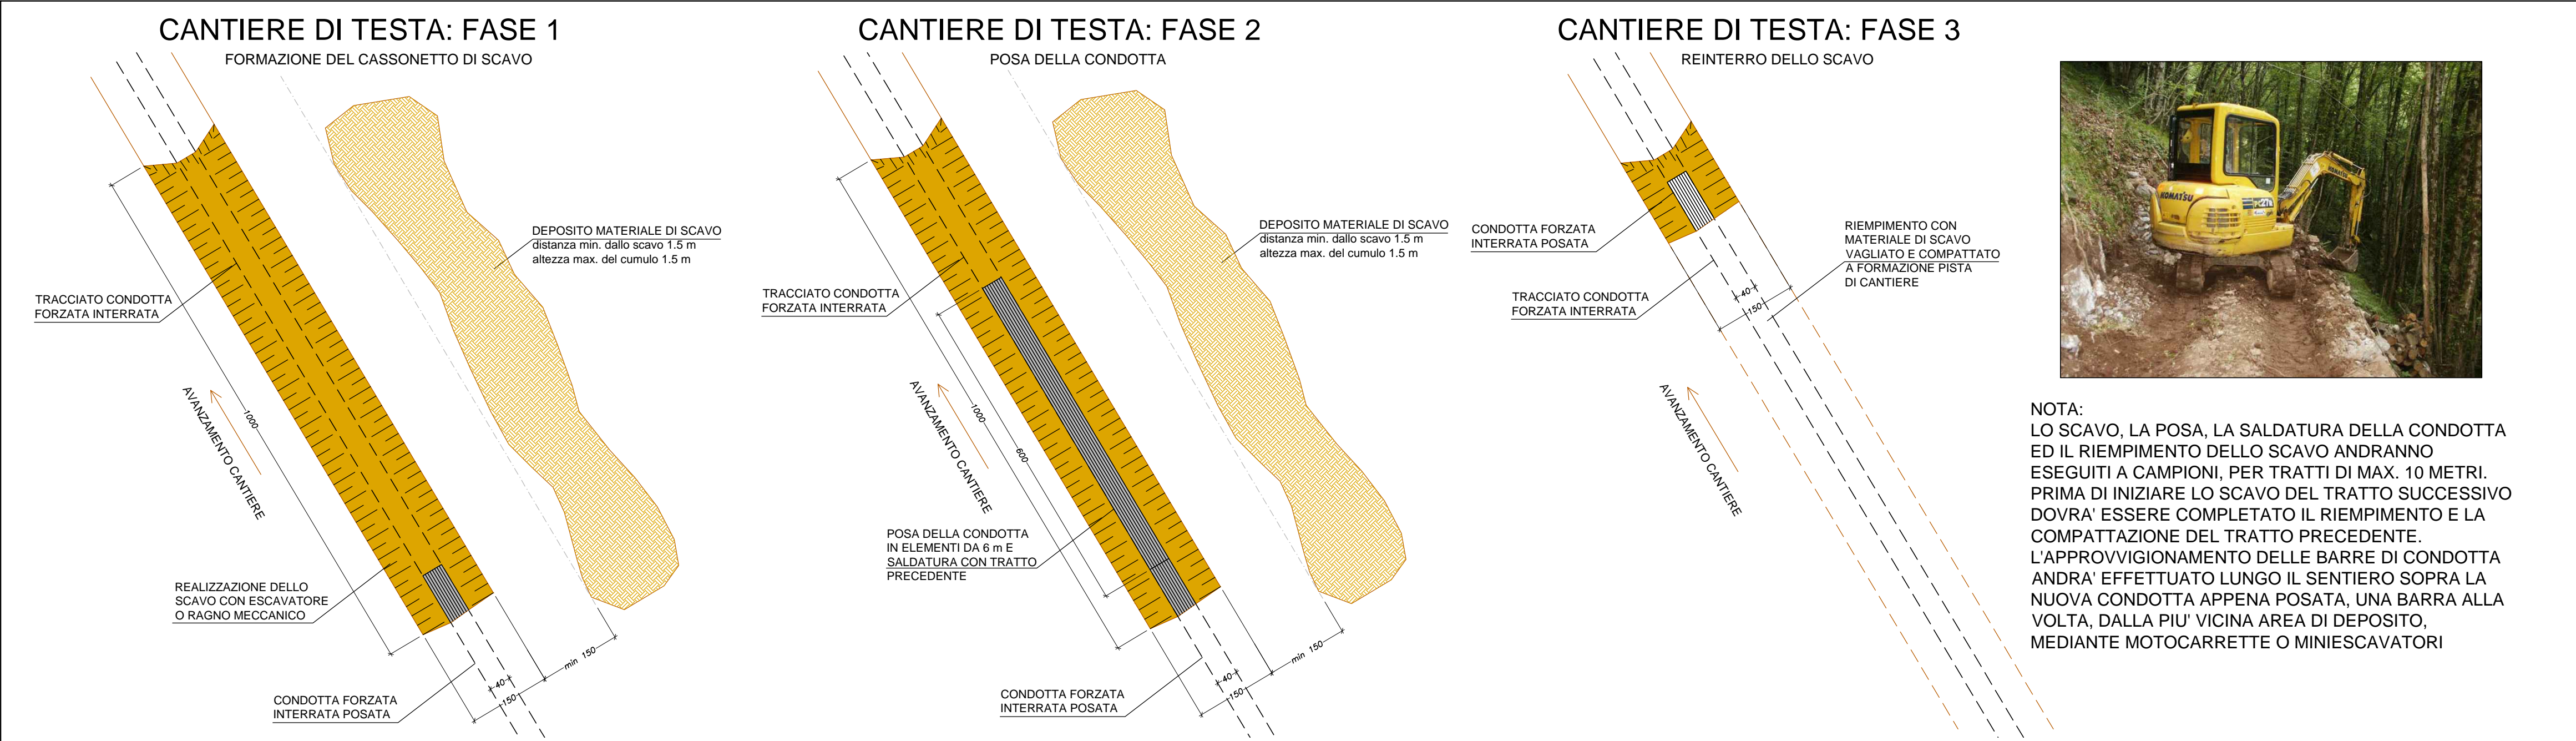 CANTIERE DI TESTA: FASE 1
FORMAZIONE DEL CASSONETTO DI SCAVO
DEPOSITO MATERIALE DI SCAVO
distanza min. dallo scavo 1.5 m
altezza max. del cumulo 1.5 m
TRACCIATO CONDOTTA
FORZATA INTERRATA
1000
AVANZAMENTO CANTIERE
REALIZZAZIONE DELLO
SCAVO CON ESCAVATORE
O RAGNO MECCANICO
min 150
40
150
CONDOTTA FORZATA
INTERRATA POSATA
CANTIERE DI TESTA: FASE 2
POSA DELLA CONDOTTA
DEPOSITO MATERIALE DI SCAVO
distanza min. dallo scavo 1.5 m
altezza max. del cumulo 1.5 m
TRACCIATO CONDOTTA
FORZATA INTERRATA
1000
600
AVANZAMENTO CANTIERE
POSA DELLA CONDOTTA
IN ELEMENTI DA 6 m E
SALDATURA CON TRATTO
PRECEDENTE
min 150
40
150
CONDOTTA FORZATA
INTERRATA POSATA
CANTIERE DI TESTA: FASE 3
REINTERRO DELLO SCAVO
CONDOTTA FORZATA
INTERRATA POSATA
RIEMPIMENTO CON
MATERIALE DI SCAVO
VAGLIATO E COMPATTATO
A FORMAZIONE PISTA
DI CANTIERE
TRACCIATO CONDOTTA
FORZATA INTERRATA
40
150
AVANZAMENTO CANTIERE
KOMATSU
KOMATSU
NOTA:
LO SCAVO, LA POSA, LA SALDATURA DELLA CONDOTTA
ED IL RIEMPIMENTO DELLO SCAVO ANDRANNO
ESEGUITI A CAMPIONI, PER TRATTI DI MAX. 10 METRI.
PRIMA DI INIZIARE LO SCAVO DEL TRATTO SUCCESSIVO
DOVRA' ESSERE COMPLETATO IL RIEMPIMENTO E LA
COMPATTAZIONE DEL TRATTO PRECEDENTE.
L'APPROVVIGIONAMENTO DELLE BARRE DI CONDOTTA
ANDRA' EFFETTUATO LUNGO IL SENTIERO SOPRA LA
NUOVA CONDOTTA APPENA POSATA, UNA BARRA ALLA
VOLTA, DALLA PIU' VICINA AREA DI DEPOSITO,
MEDIANTE MOTOCARRETTE O MINIESCAVATORI